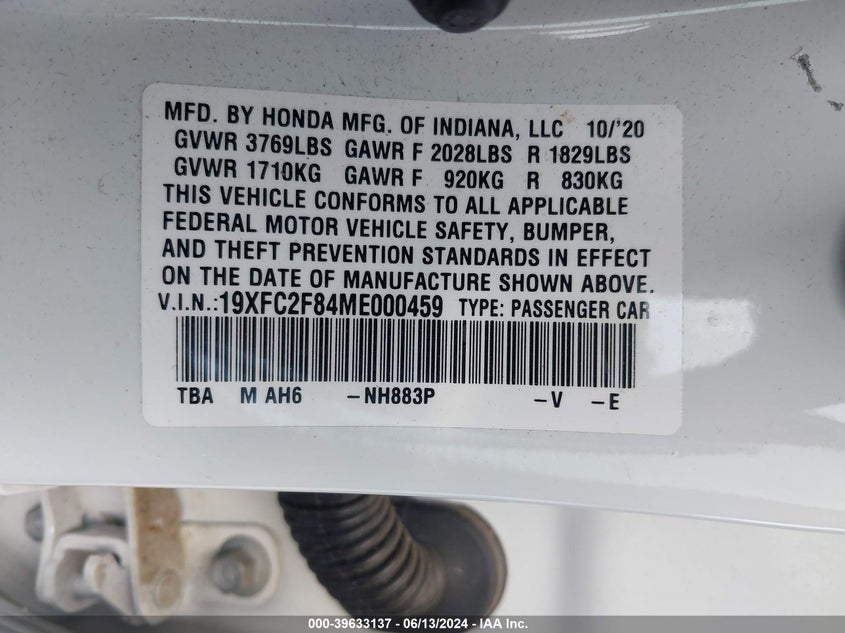 MFD. BY HONDA MFG. OF INDIANA, LLC 10/'20
GVWR 3769LBS GAWR F 2028LBS R 1829LBS
GVWR 1710KG GAWR F 920KG R 830KG
THIS VEHICLE CONFORMS TO ALL APPLICABLE
FEDERAL MOTOR VEHICLE SAFETY, BUMPER,
AND THEFT PREVENTION STANDARDS IN EFFECT
ON THE DATE OF MANUFACTURE SHOWN ABOVE.
V.I.N.:19XFC2F84ME000459 TYPE: PASSENGER CAR
TBA M AH6 -NH883P -V -E
000-39633137 - 06/13/2024 - IAA Inc.